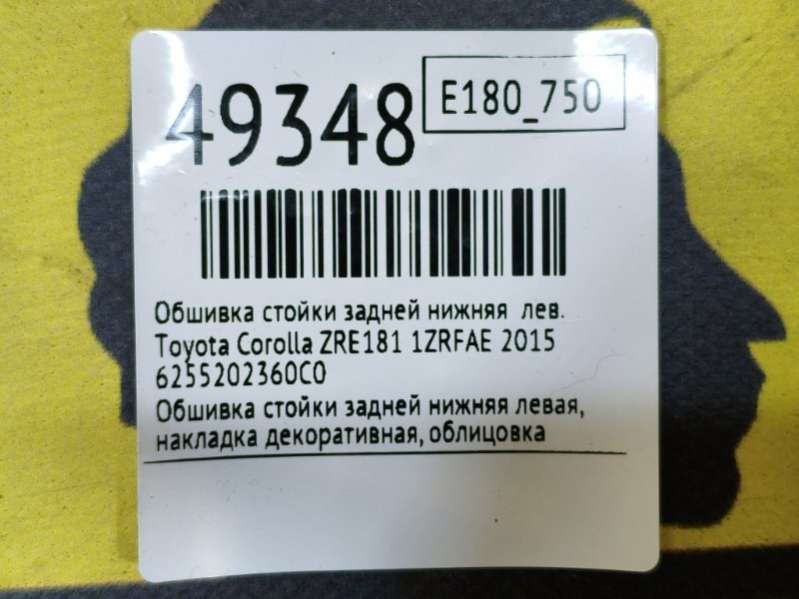 49348
E180_750
Обшивка стойки задней нижняя лев.
Toyota Corolla ZRE181 1ZRFAE 2015
6255202360C0
Обшивка стойки задней нижняя левая,
накладка декоративная, облицовка